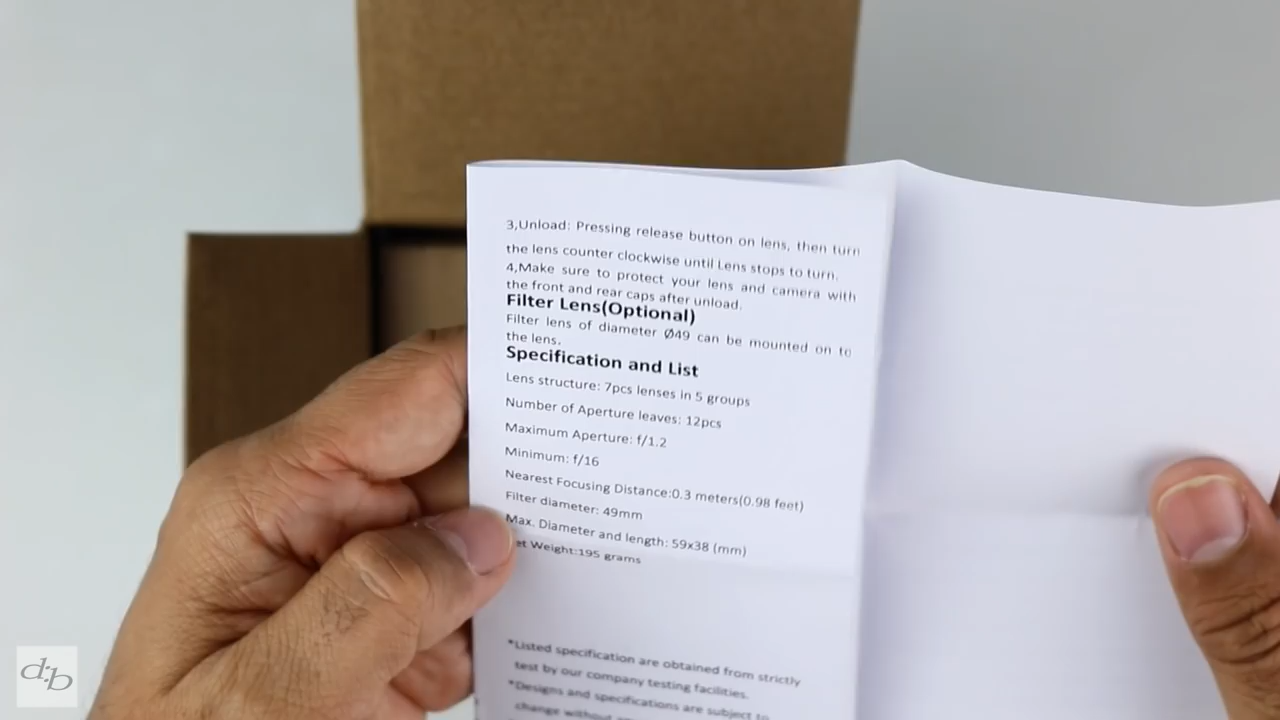 3,Unload: Pressing release button on lens, then turn
the lens counter clockwise until Lens stops to turn.
4,Make sure to protect your lens and camera with
the front and rear caps after unload.
Filter Lens(Optional)
Filter lens of diameter Ø49 can be mounted on to
the lens.
Specification and List
Lens structure: 7pcs lenses in 5 groups
Number of Aperture leaves: 12pcs
Maximum Aperture: f/1.2
Minimum: f/16
Nearest Focusing Distance:0.3 meters(0.98 feet)
Filter diameter: 49mm
Max. Diameter and length: 59x38 (mm)
et Weight:195 grams
*Listed specification are obtained from strictly
test by our company testing facilities.
*Designs and specifications are subject to
change without
d:b